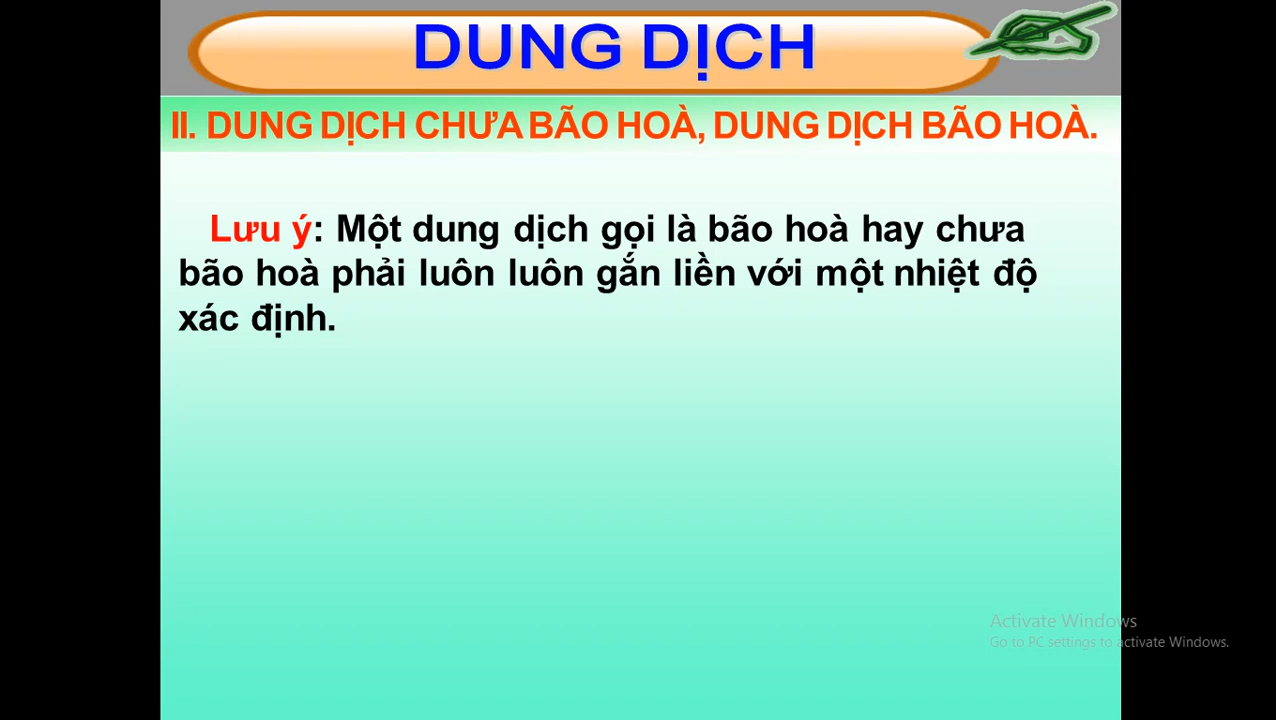 DUNG DỊCH
II. DUNG DỊCH CHƯA BÃO HOÀ, DUNG DỊCH BÃO HOÀ.
Lưu ý: Một dung dịch gọi là bão hoà hay chưa
bão hoà phải luôn luôn gắn liền với một nhiệt độ
xác định.
Activate Windows
Go to PC settings to activate Windows.